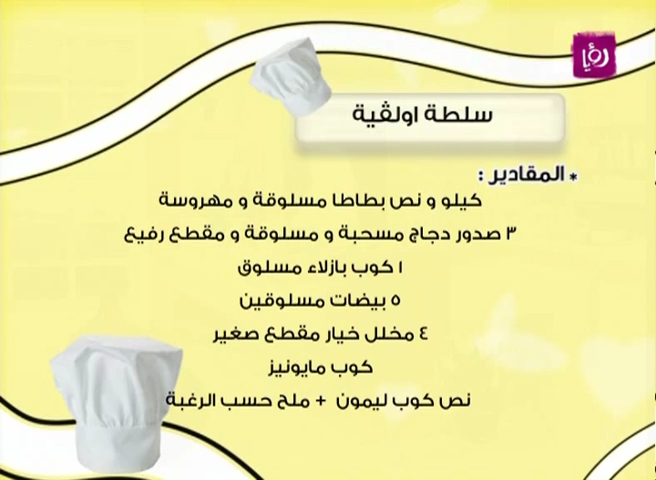 رؤيا
سلطة اولڤية
* المقادير :
كيلو و نص بطاطا مسلوقة و مهروسة
٣ صدور دجاج مسحبة و مسلوقة و مقطع رفيع
١ كوب بازلاء مسلوق
٥ بيضات مسلوقين
٤ مخلل خيار مقطع صغير
كوب مايونيز
نص كوب ليمون + ملح حسب الرغبة